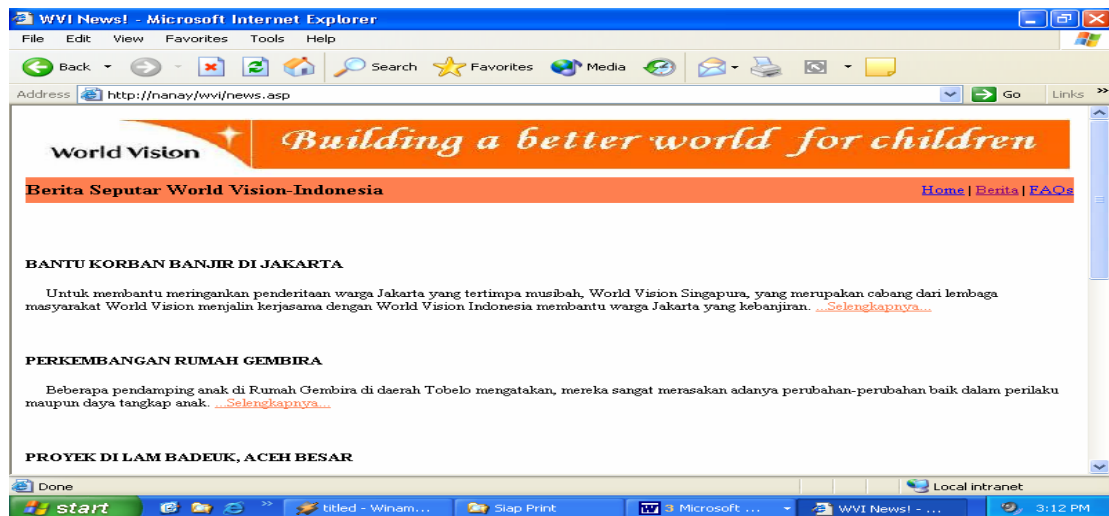 WVI News! - Microsoft Internet Explorer
File Edit View Favorites Tools Help
Back Search Favorites Media
Address http://nanay/wvi/news.asp Go Links »
World Vision Building a better world for children
Berita Seputar World Vision-Indonesia Home | Berita | FAQs
BANTU KORBAN BANJIR DI JAKARTA
Untuk membantu meringankan penderitaan warga Jakarta yang tertimpa musibah, World Vision Singapura, yang merupakan cabang dari lembaga
masyarakat World Vision menjalin kerjasama dengan World Vision Indonesia membantu warga Jakarta yang kebanjiran. ...Selengkapnya...
PERKEMBANGAN RUMAH GEMBIRA
Beberapa pendamping anak di Rumah Gembira di daerah Tobelo mengatakan, mereka sangat merasakan adanya perubahan-perubahan baik dalam perilaku
maupun daya tangkap anak. ...Selengkapnya...
PROYEK DI LAM BADEUK, ACEH BESAR
Done Local intranet
start » titled - Winam... Siap Print 3 Microsoft ... WVI News! - ... 3:12 PM